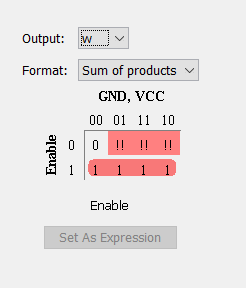 Output: w
Format: Sum of products
GND, VCC
00 01 11 10
Enable
0 0 !! !! !!
1 1 1 1 1
Enable
Set As Expression